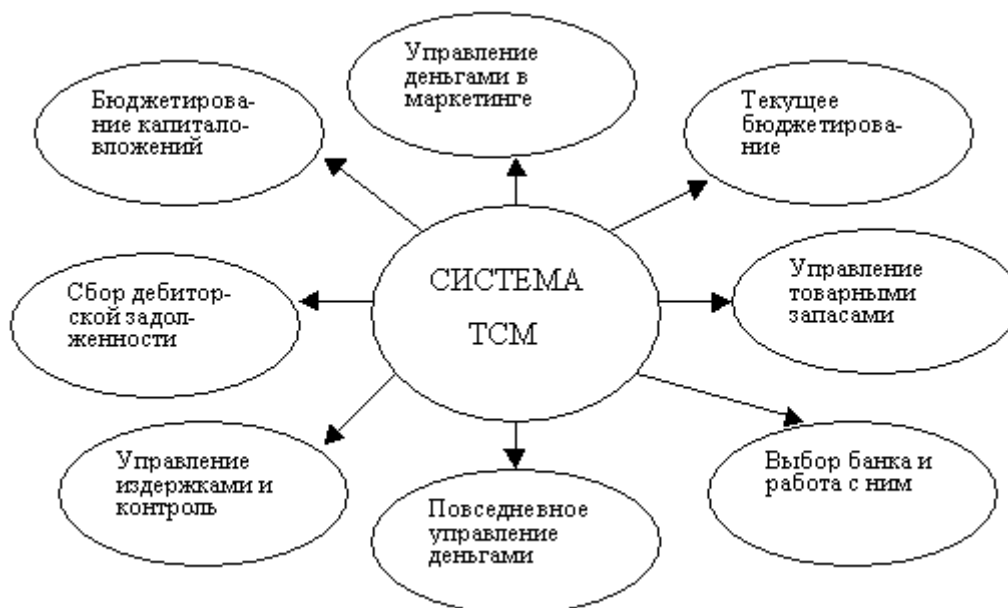 Управление
деньгами в
маркетинге
Бюджетирова-
ние капитало-
вложений
Текущее
бюджетирова-
ние
СИСТЕМА
ТСМ
Сбор дебитор-
ской задол-
женности
Управление
товарными
запасами
Управление
издержками и
контроль
Повседневное
управление
деньгами
Выбор банка и
работа с ним